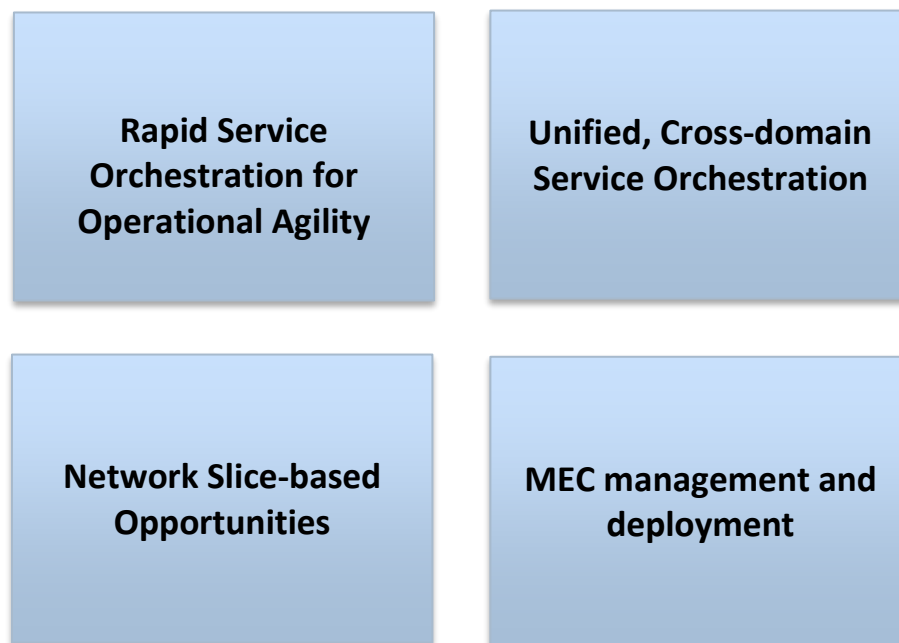 Rapid Service
Orchestration for
Operational Agility
Unified, Cross-domain
Service Orchestration
Network Slice-based
Opportunities
MEC management and
deployment